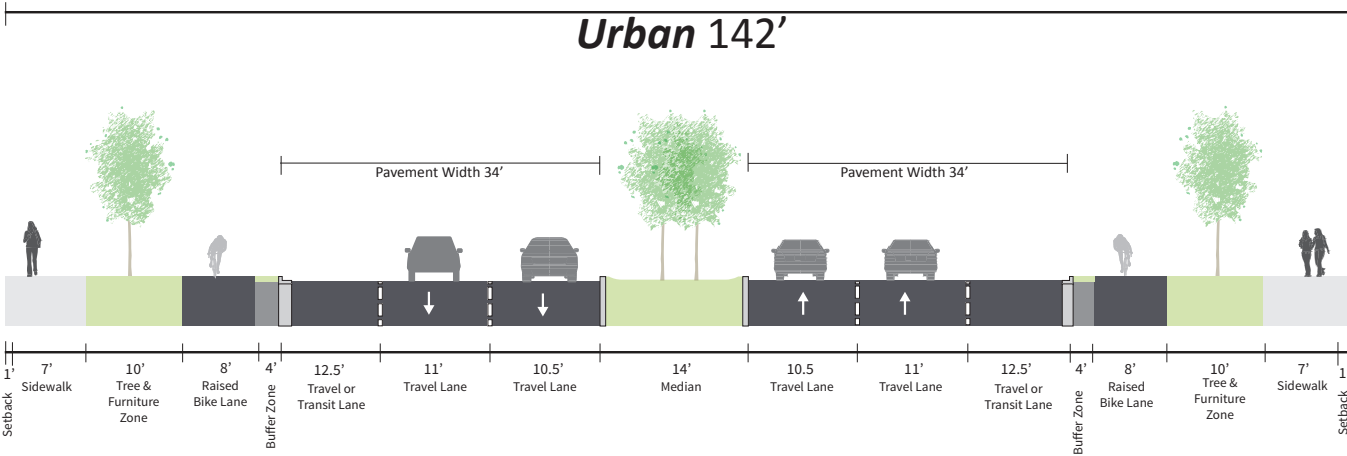 Urban 142’
Pavement Width 34’
Pavement Width 34’
1’
Setback
7’
Sidewalk
10’
Tree &
Furniture
Zone
8’
Raised
Bike Lane
4’
Buffer Zone
12.5’
Travel or
Transit Lane
11’
Travel Lane
10.5’
Travel Lane
14’
Median
10.5
Travel Lane
11’
Travel Lane
12.5’
Travel or
Transit Lane
4’
Buffer Zone
8’
Raised
Bike Lane
10’
Tree &
Furniture
Zone
7’
Sidewalk
1
Setback